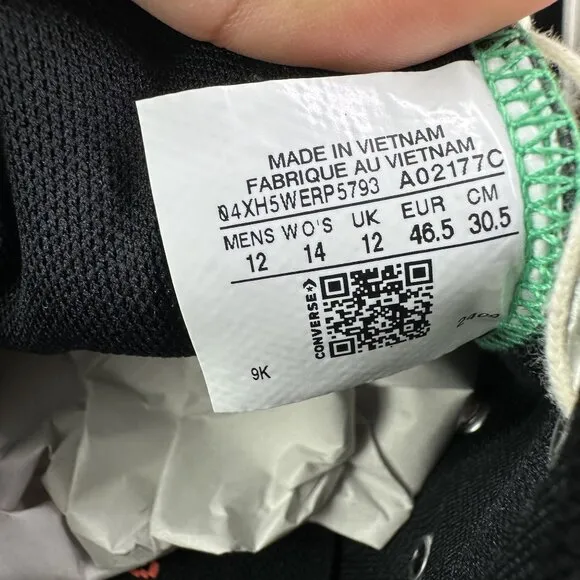 MADE IN VIETNAM
FABRIQUE AU VIETNAM
04XH5WERP5793 A02177C
MENS WO'S UK EUR CM
12 14 12 46.5 30.5
CONVERSE
9K